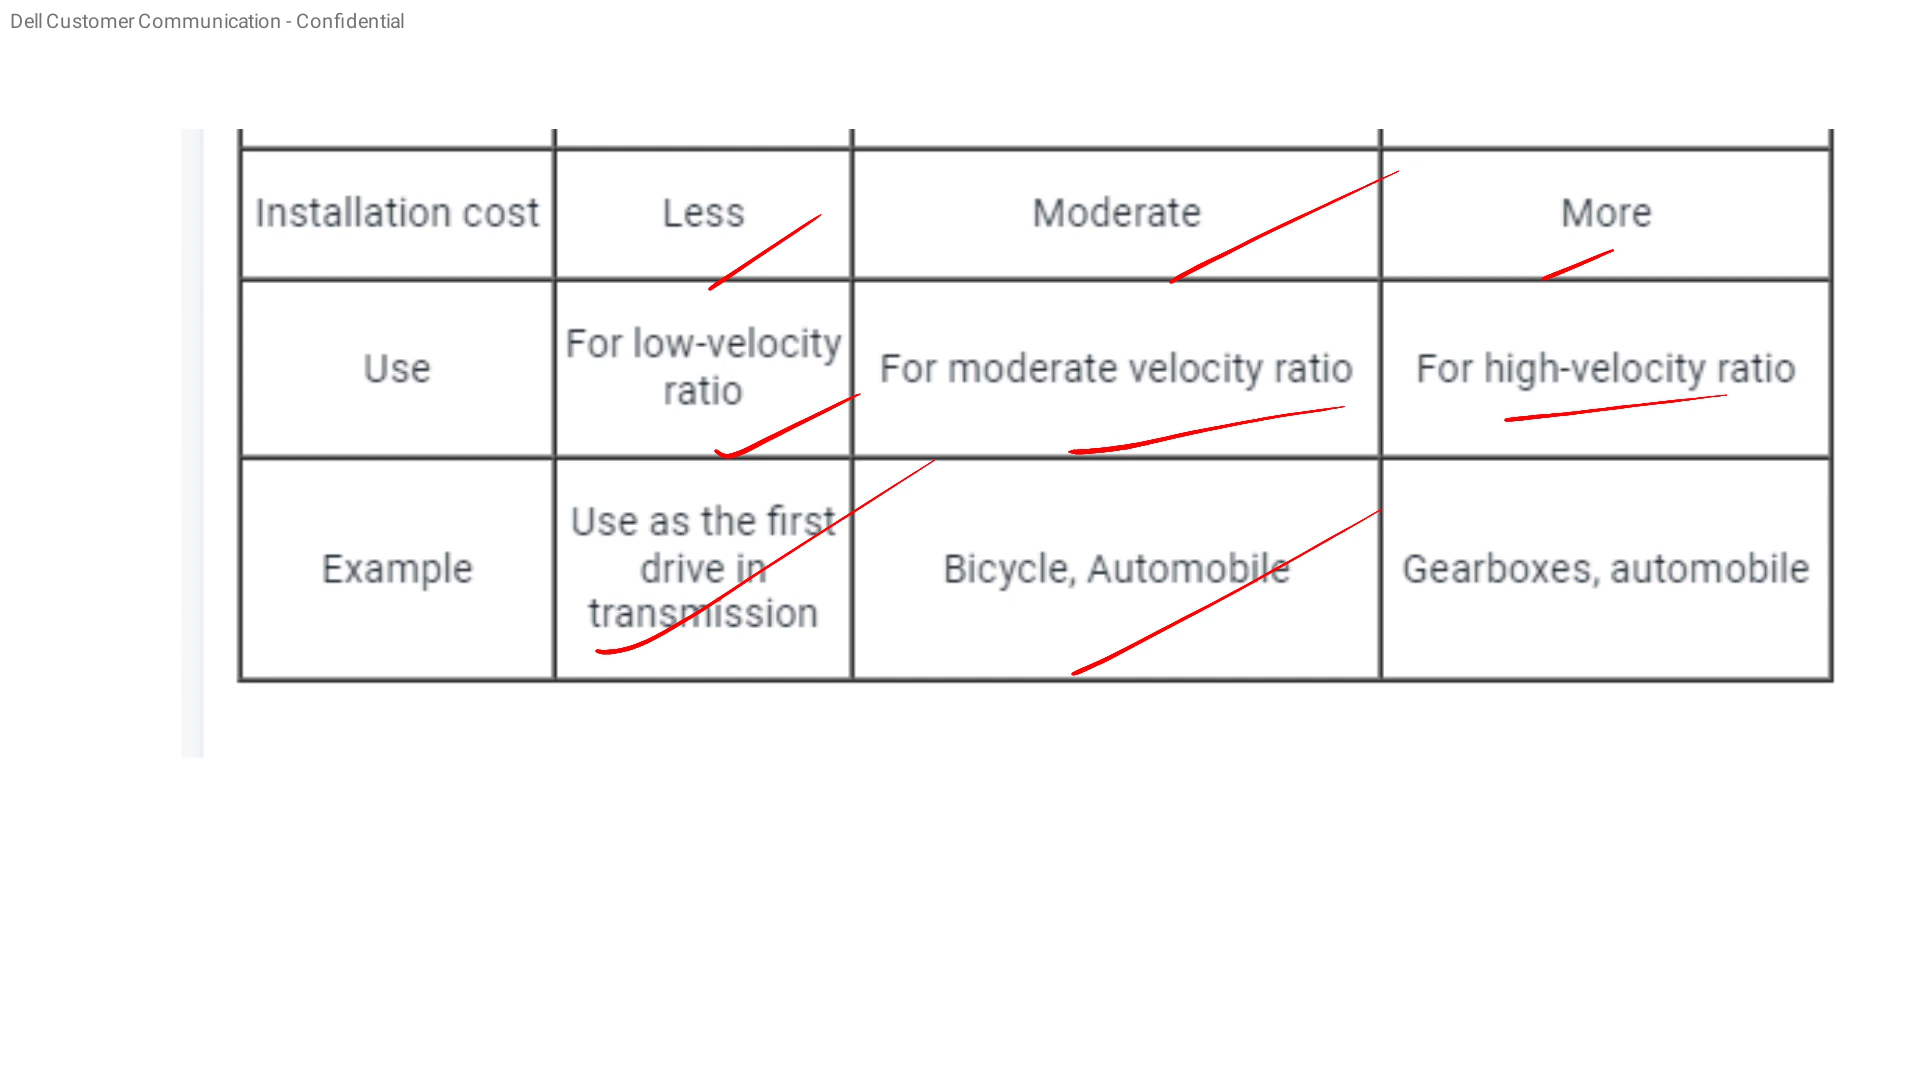 Dell Customer Communication - Confidential
Installation cost Less Moderate More
Use For low-velocity ratio For moderate velocity ratio For high-velocity ratio
Example Use as the first drive in transmission Bicycle, Automobile Gearboxes, automobile